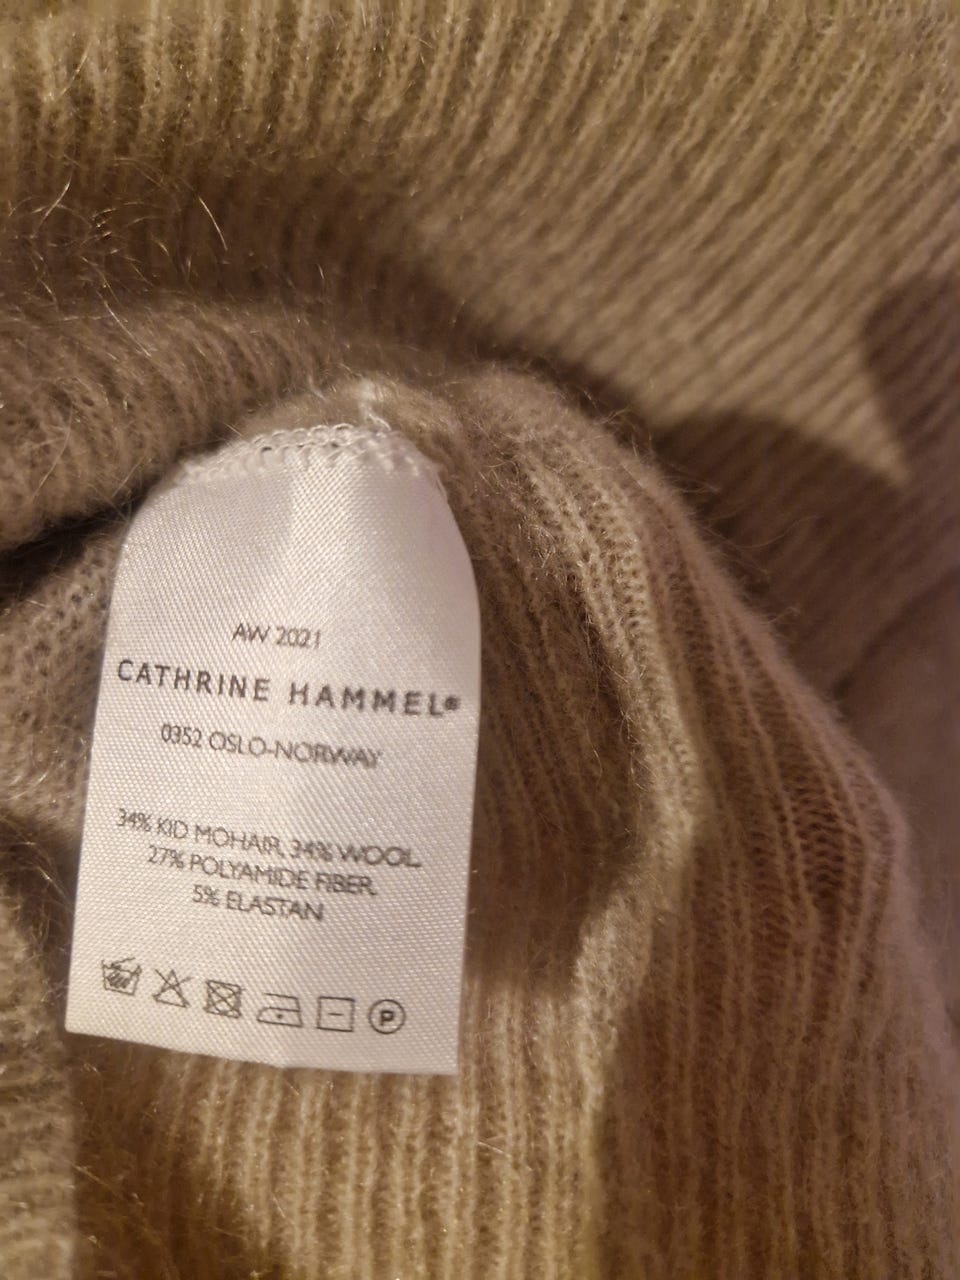 AW 2021
CATHRINE HAMMEL®
0352 OSLO-NORWAY
34% KID MOHAIR, 34% WOOL.
27% POLYAMIDE FIBER,
5% ELASTAN
P